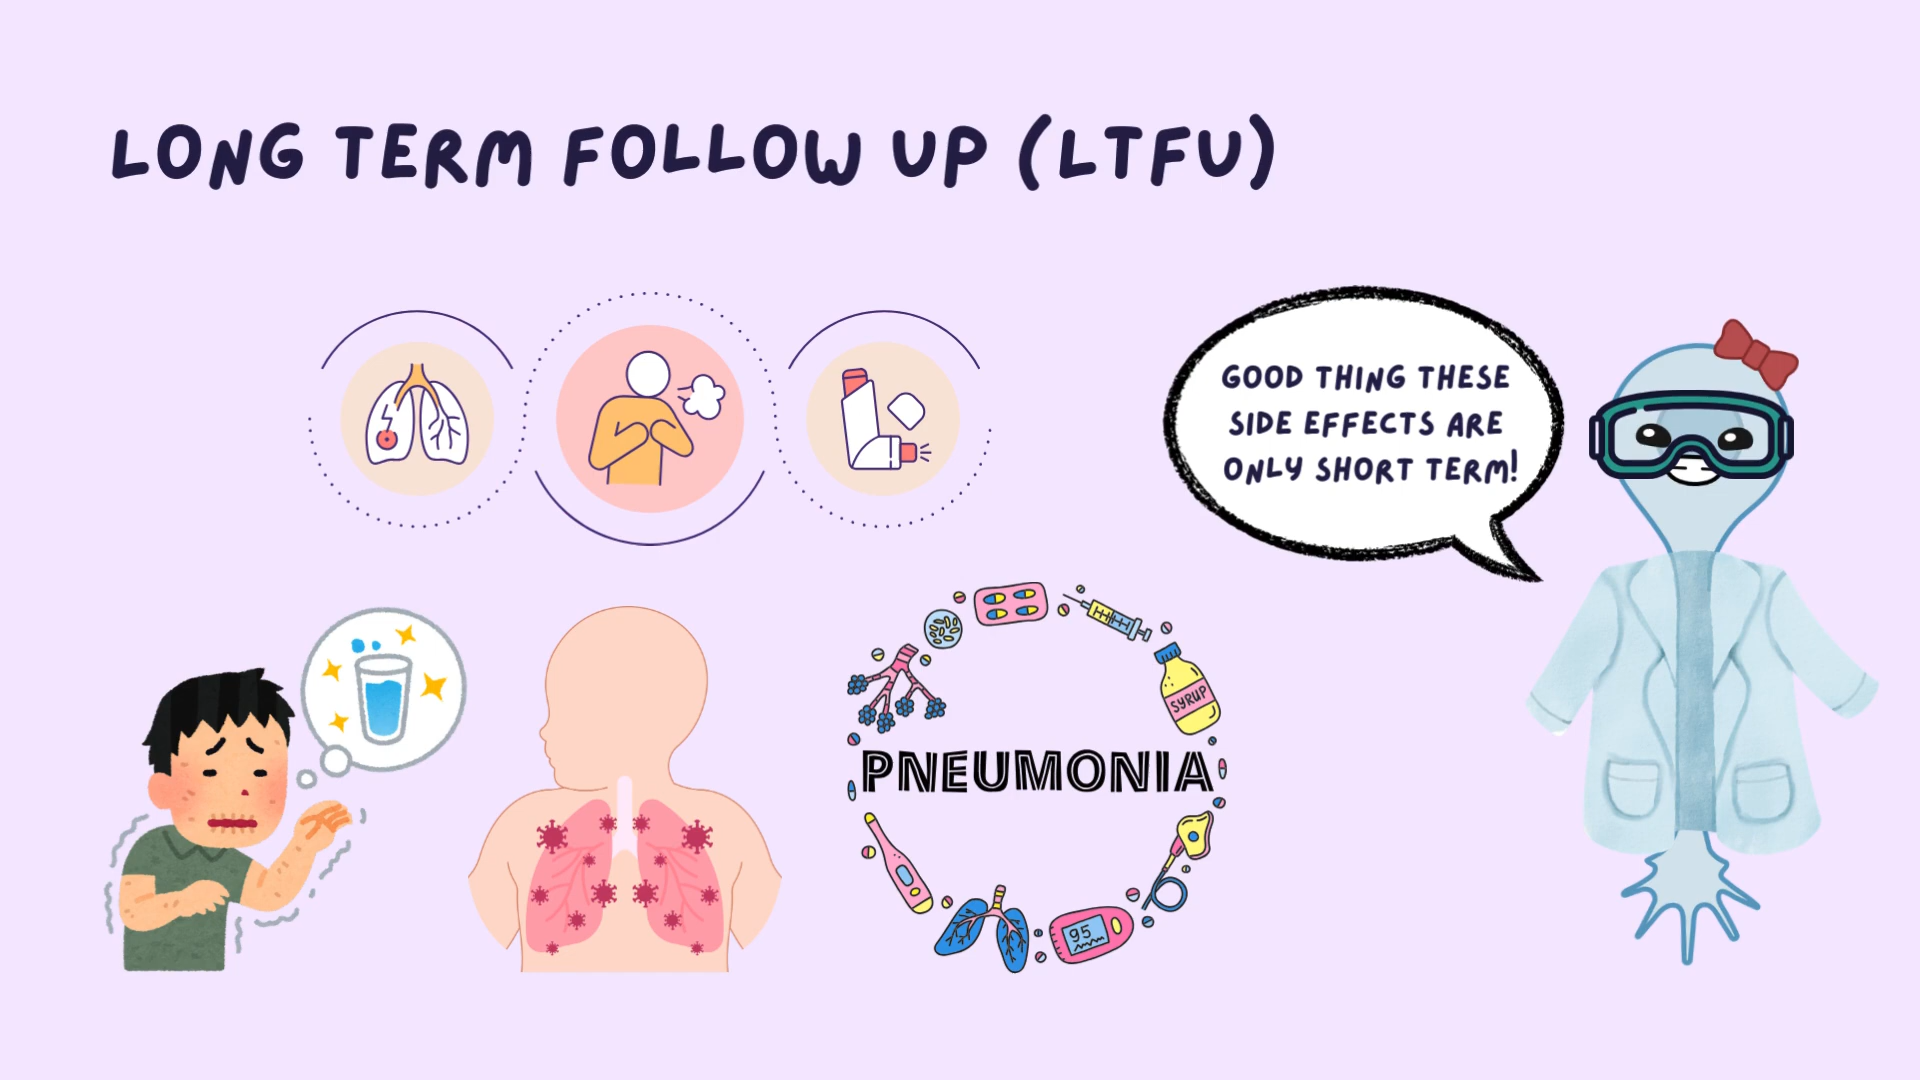 LONG TERM FOLLOW UP (LTFU)
GOOD THING THESE
SIDE EFFECTS ARE
ONLY SHORT TERM!
SYRUP
PNEUMONIA
95